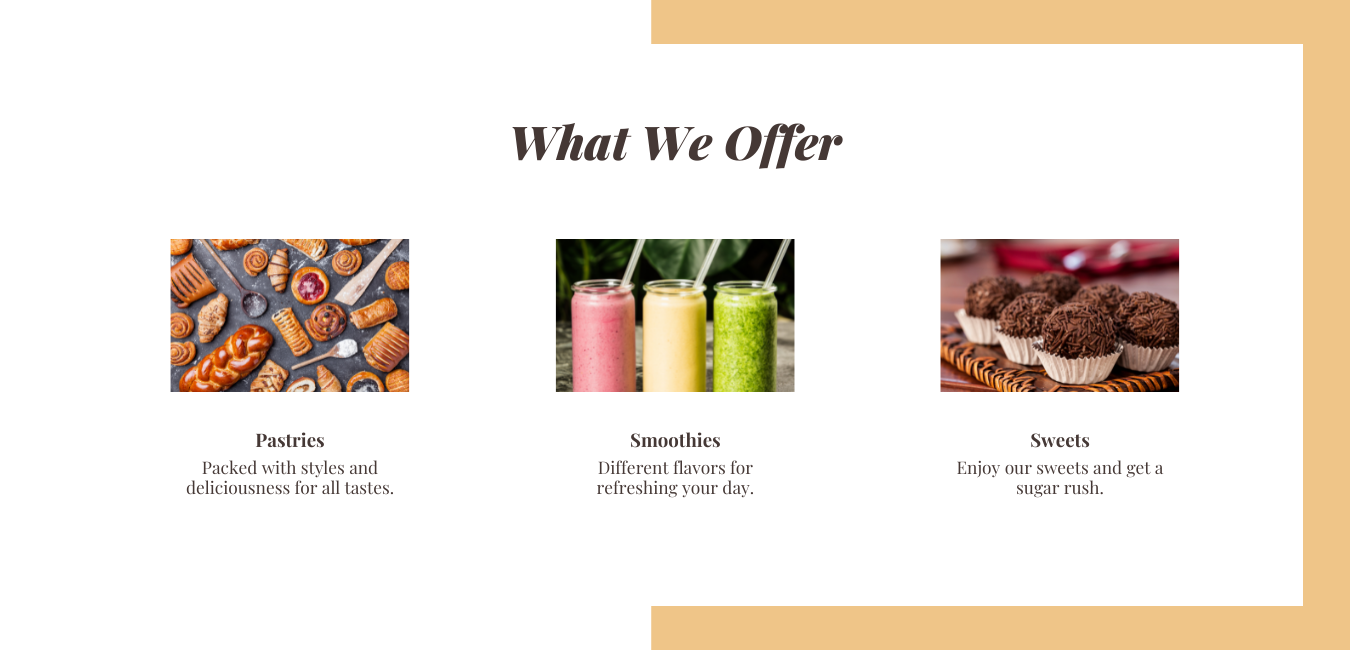 What We Offer
Pastries
Packed with styles and
deliciousness for all tastes.
Smoothies
Different flavors for
refreshing your day.
Sweets
Enjoy our sweets and get a
sugar rush.